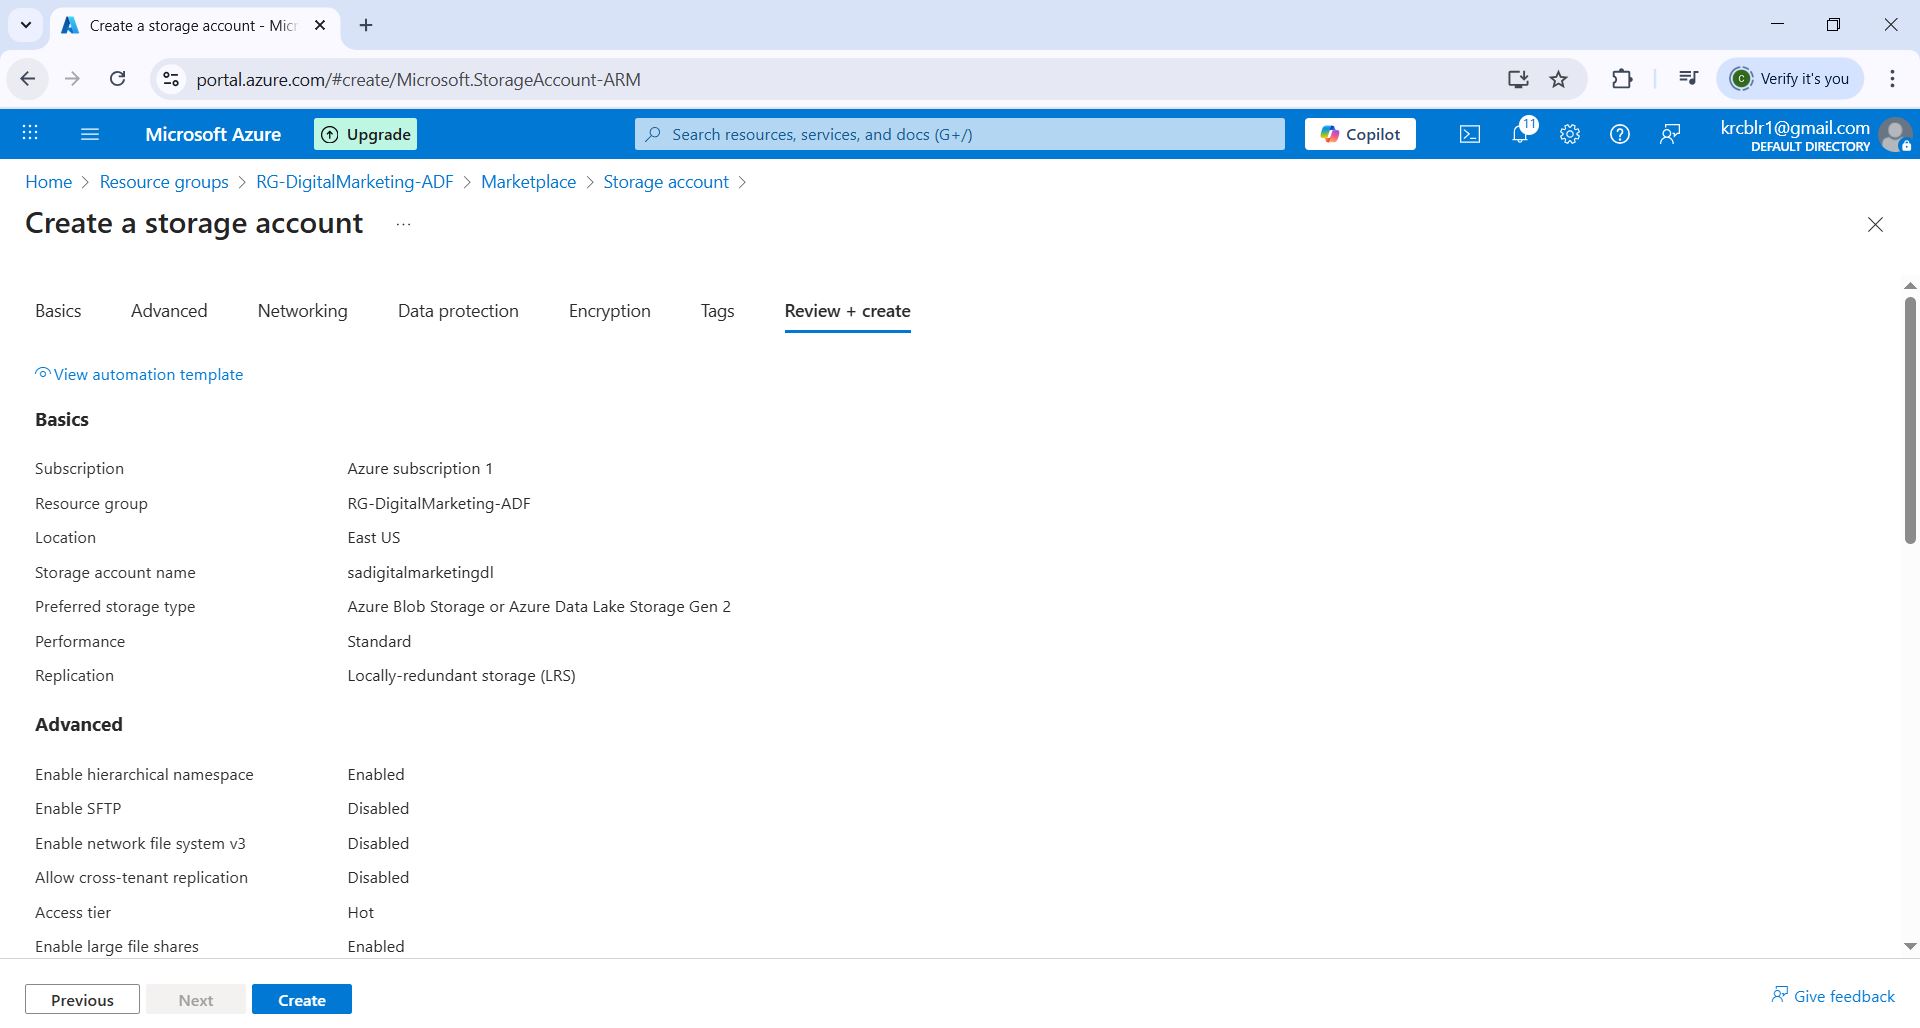 Create a storage account - Micr
portal.azure.com/#create/Microsoft.StorageAccount-ARM
C
Verify it's you
Microsoft Azure
Upgrade
Search resources, services, and docs (G+/)
Copilot
11
krcblr1@gmail.com
DEFAULT DIRECTORY
Home > Resource groups > RG-DigitalMarketing-ADF > Marketplace > Storage account >
Create a storage account ...
Basics Advanced Networking Data protection Encryption Tags Review + create
View automation template
Basics
Subscription Azure subscription 1
Resource group RG-DigitalMarketing-ADF
Location East US
Storage account name sadigitalmarketingdl
Preferred storage type Azure Blob Storage or Azure Data Lake Storage Gen 2
Performance Standard
Replication Locally-redundant storage (LRS)
Advanced
Enable hierarchical namespace Enabled
Enable SFTP Disabled
Enable network file system v3 Disabled
Allow cross-tenant replication Disabled
Access tier Hot
Enable large file shares Enabled
Previous Next Create
Give feedback